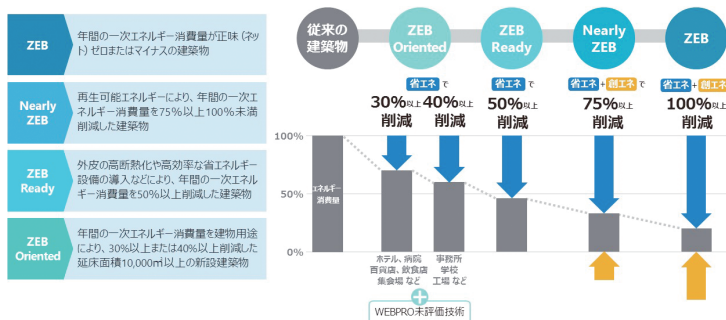 ZEB
年間の一次エネルギー消費量が正味（ネッ
ト）ゼロまたはマイナスの建築物
Nearly
ZEB
再生可能エネルギーにより、年間の一次エ
ネルギー消費量を75％以上100％未満
削減した建築物
ZEB
Ready
外皮の高断熱化や高効率な省エネルギー
設備の導入などにより、年間の一次エネル
ギー消費量を50％以上削減した建築物
ZEB
Oriented
年間の一次エネルギー消費量を建物用途
により、30％以上または40％以上削減した
延床面積10,000㎡以上の新設建築物
従来の
建築物
ZEB
Oriented
ZEB
Ready
Nearly
ZEB
ZEB
省エネ で
30%以上 40%以上
削減 削減
省エネ で
50%以上
削減
省エネ+創エネ で
75%以上
削減
省エネ+創エネ
100%以上
削減
100%
50%
0%
エネルギー
消費量
ホテル、病院
百貨店、飲食店
集会場 など
事務所
学校
工場 など
WEBPRO未評価技術